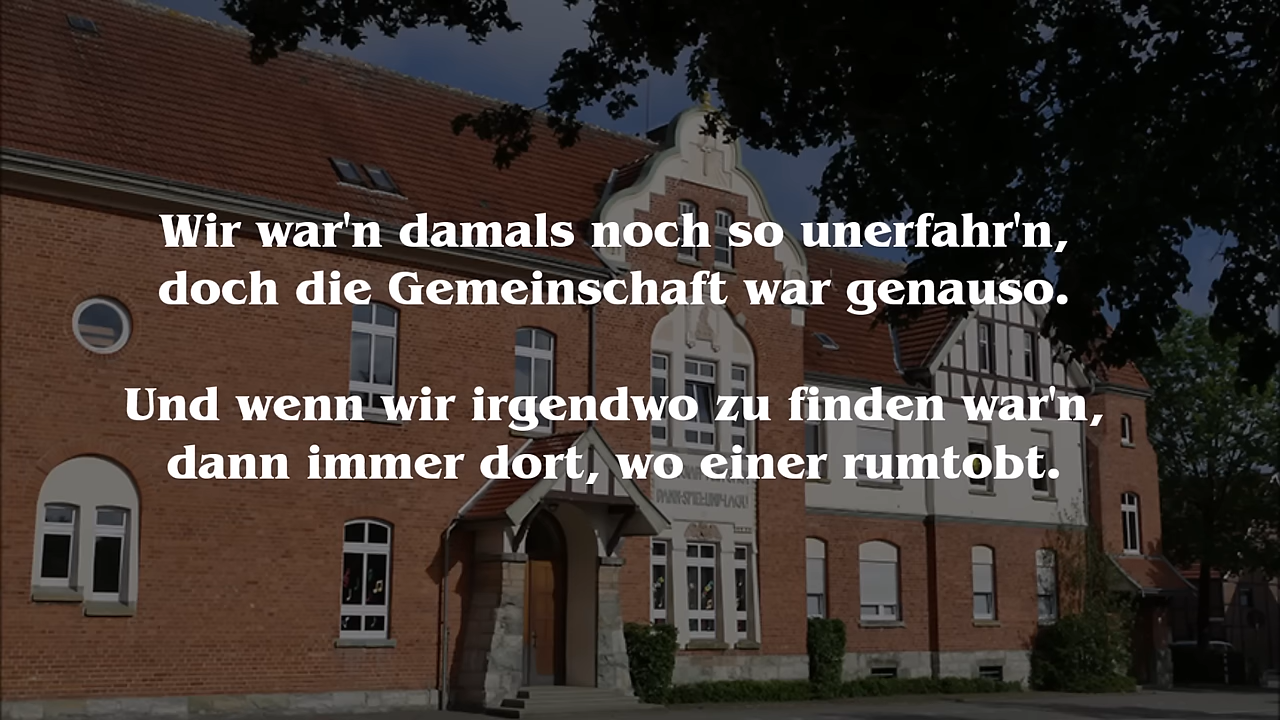 Wir war'n damals noch so unerfahr'n,
doch die Gemeinschaft war genauso.
Und wenn wir irgendwo zu finden war'n,
dann immer dort, wo einer rumtobt.